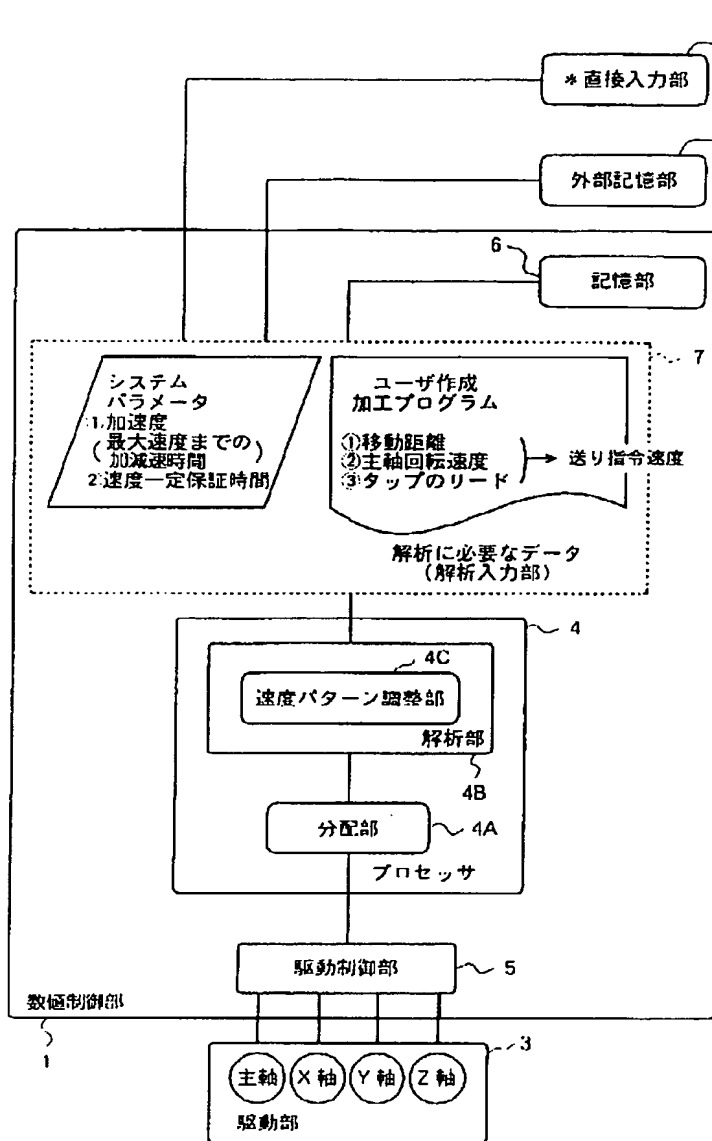 *直接入力部
外部記憶部
6
記憶部
7
システム
パラメータ
1.加速度
(最大速度までの
加減速時間)
2.速度一定保証時間
ユーザ作成
加工プログラム
①移動距離
②主軸回転速度
③タップのリード
→ 送り指令速度
解析に必要なデータ
(解析入力部)
4
4C
速度パターン調整部
解析部
4B
分配部
4A
プロセッサ
駆動制御部
5
数値制御部
1
3
主軸
X軸
Y軸
Z軸
駆動部